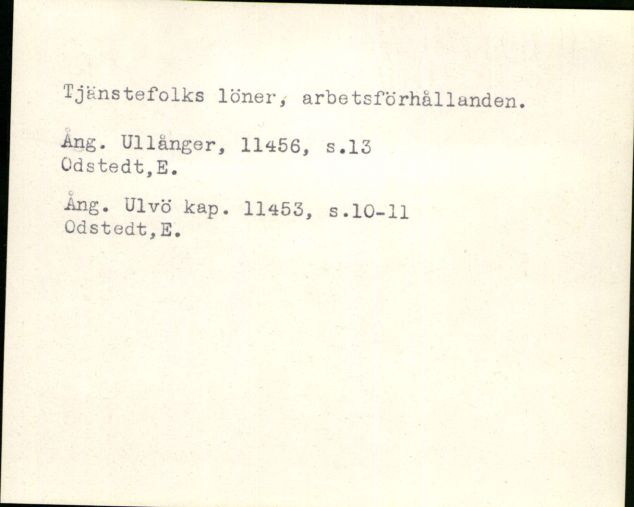 Tjänstefolks löner, arbetsförhållanden.
Ång. Ullånger, 11456, s.13
Odstedt,E.
Ång. Ulvö kap. 11453, s.10-11
Odstedt,E.